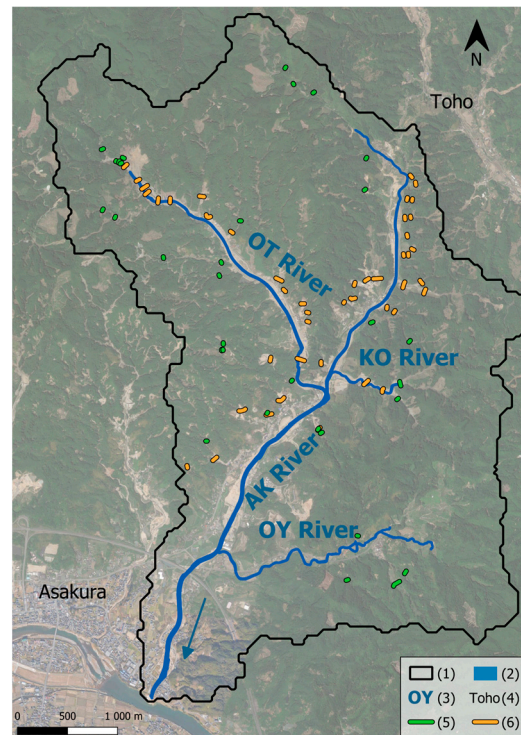 N
Toho
OT River
KO River
AK River
OY River
Asakura
0 500 1 000 m
(1) (2)
OY (3) Toho(4)
(5) (6)